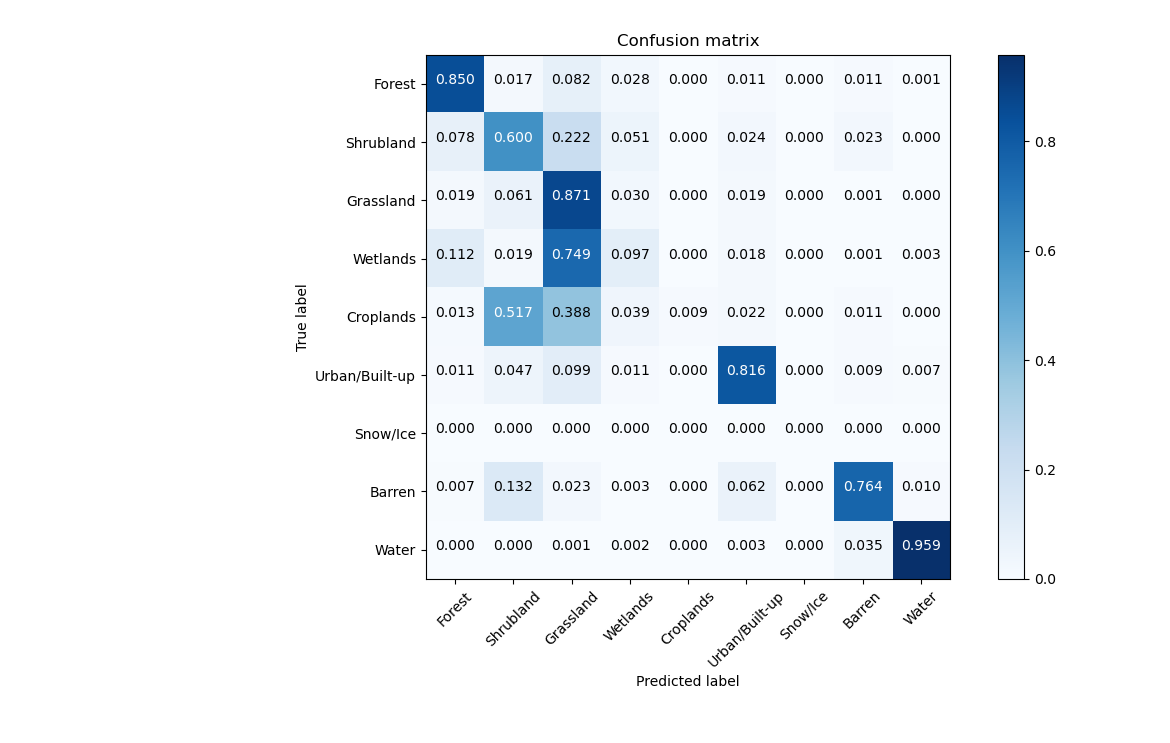 Confusion matrix
Forest 0.850 0.017 0.082 0.028 0.000 0.011 0.000 0.011 0.001
Shrubland 0.078 0.600 0.222 0.051 0.000 0.024 0.000 0.023 0.000
Grassland 0.019 0.061 0.871 0.030 0.000 0.019 0.000 0.001 0.000
Wetlands 0.112 0.019 0.749 0.097 0.000 0.018 0.000 0.001 0.003
Croplands 0.013 0.517 0.388 0.039 0.009 0.022 0.000 0.011 0.000
Urban/Built-up 0.011 0.047 0.099 0.011 0.000 0.816 0.000 0.009 0.007
Snow/Ice 0.000 0.000 0.000 0.000 0.000 0.000 0.000 0.000 0.000
Barren 0.007 0.132 0.023 0.003 0.000 0.062 0.000 0.764 0.010
Water 0.000 0.000 0.001 0.002 0.000 0.003 0.000 0.035 0.959
True label
Forest Shrubland Grassland Wetlands Croplands Urban/Built-up Snow/Ice Barren Water
Predicted label
0.8
0.6
0.4
0.2
0.0